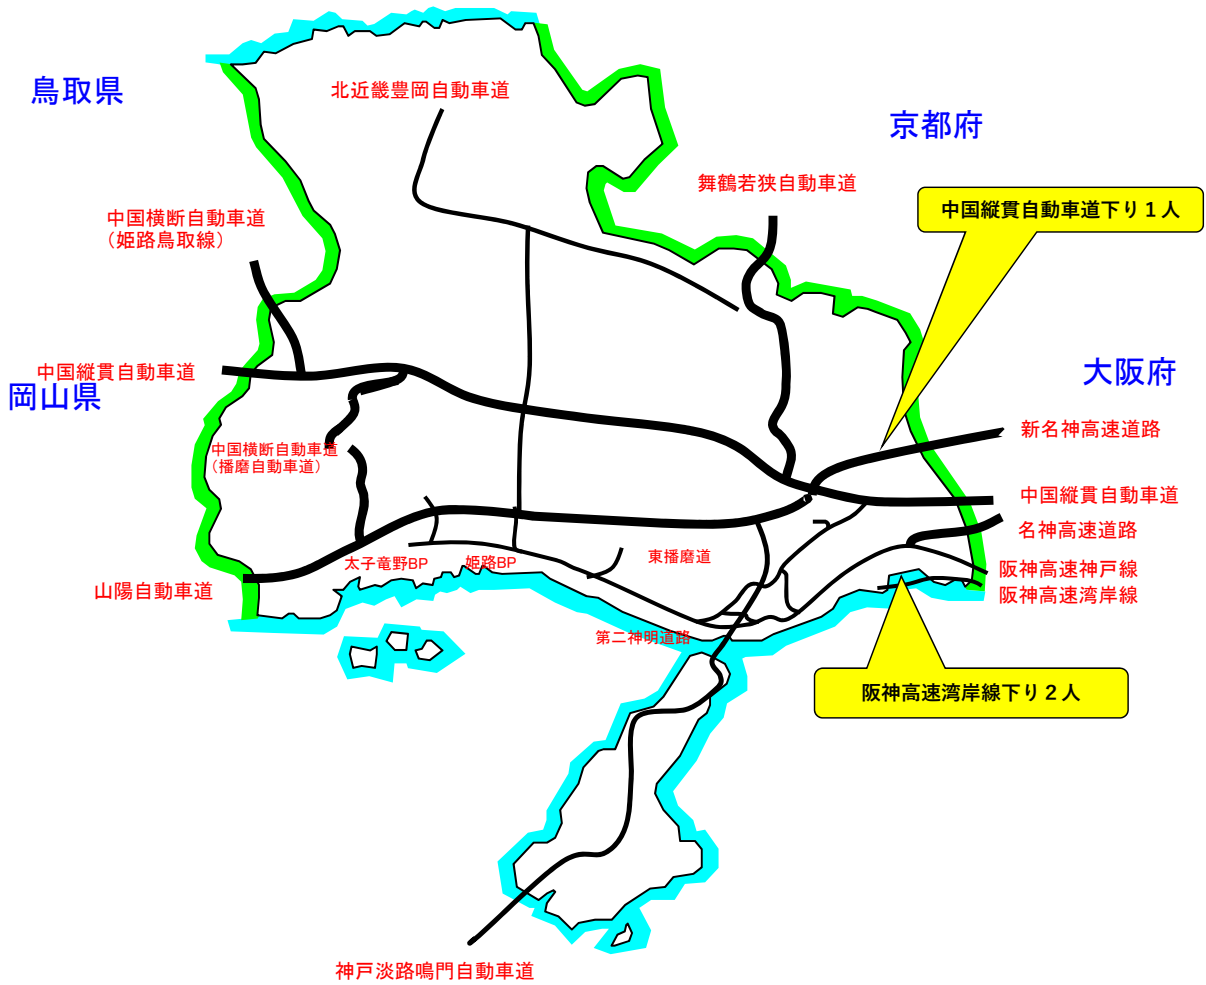 北近畿豊岡自動車道
鳥取県
京都府
舞鶴若狭自動車道
中国縦貫自動車道下り１人
中国横断自動車道
（姫路鳥取線）
中国縦貫自動車道
岡山県
大阪府
新名神高速道路
中国横断自動車道
（播磨自動車道）
中国縦貫自動車道
名神高速道路
太子竜野BP
姫路BP
東播磨道
阪神高速神戸線
山陽自動車道
阪神高速湾岸線
第二神明道路
阪神高速湾岸線下り２人
神戸淡路鳴門自動車道